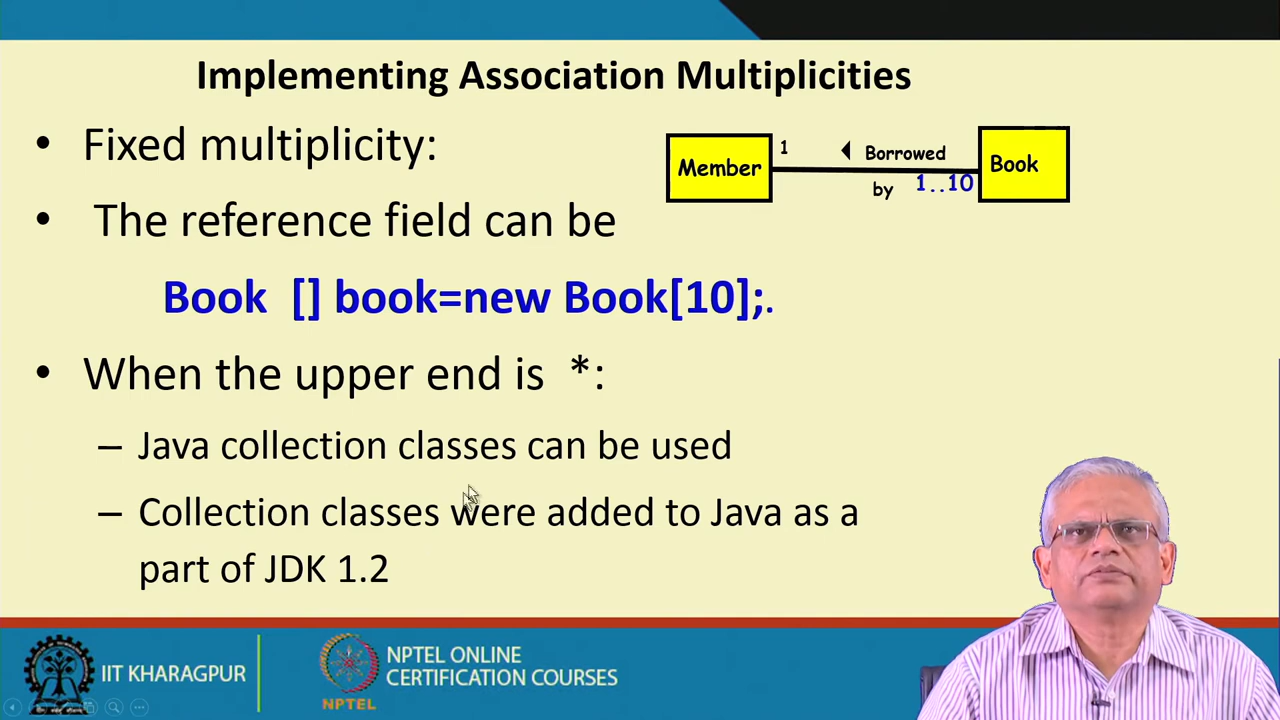 Implementing Association Multiplicities
• Fixed multiplicity:
Member 1 Borrowed by 1..10 Book
• The reference field can be
Book [] book=new Book[10];.
• When the upper end is *:
– Java collection classes can be used
– Collection classes were added to Java as a
part of JDK 1.2
IIT KHARAGPUR
NPTEL
NPTEL ONLINE
CERTIFICATION COURSES